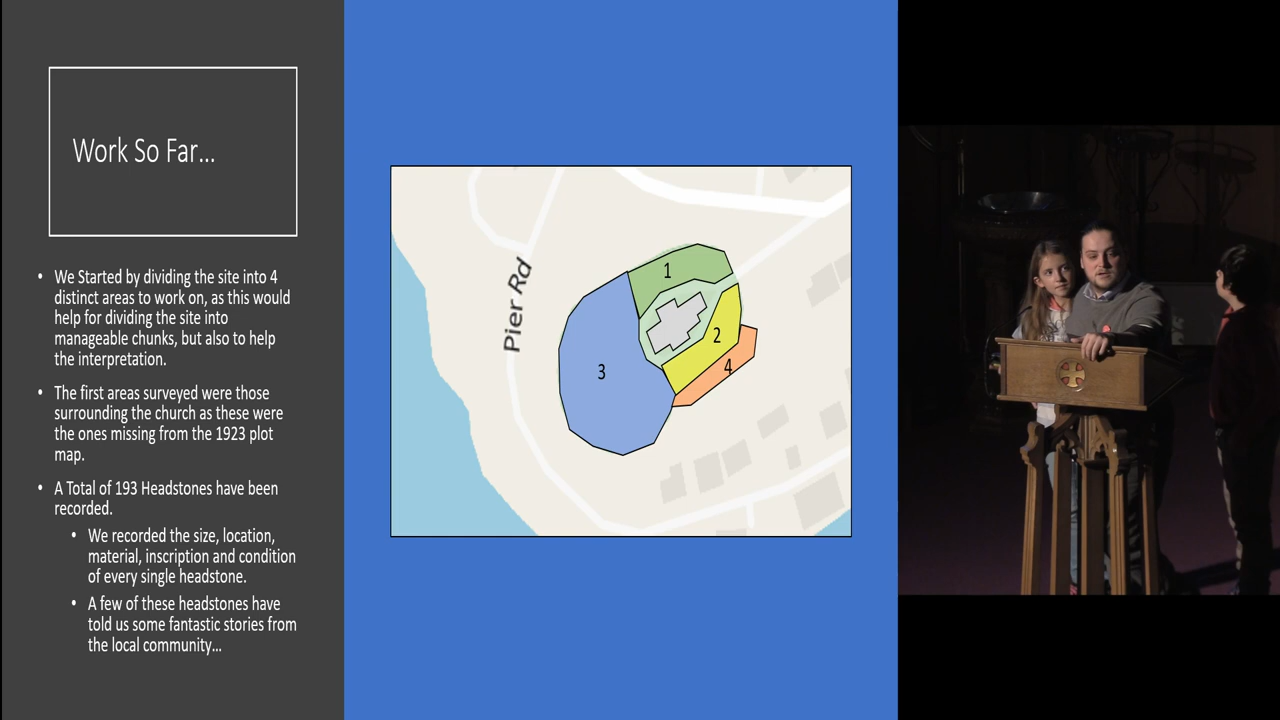 Work So Far...
• We Started by dividing the site into 4
distinct areas to work on, as this would
help for dividing the site into
manageable chunks, but also to help
the interpretation.
• The first areas surveyed were those
surrounding the church as these were
the ones missing from the 1923 plot
map.
• A Total of 193 Headstones have been
recorded.
• We recorded the size, location,
material, inscription and condition
of every single headstone.
• A few of these headstones have
told us some fantastic stories from
the local community...
Pier Rd
1
2
3
4